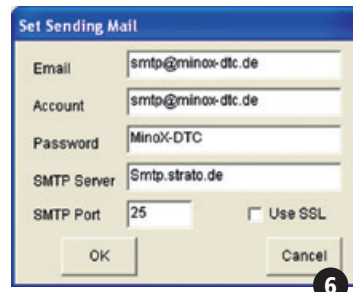 Set Sending Mail
Email smtp@minox-dtc.de
Account smtp@minox-dtc.de
Password MinoX-DTC
SMTP Server Smtp.strato.de
SMTP Port 25 Use SSL
OK Cancel
6